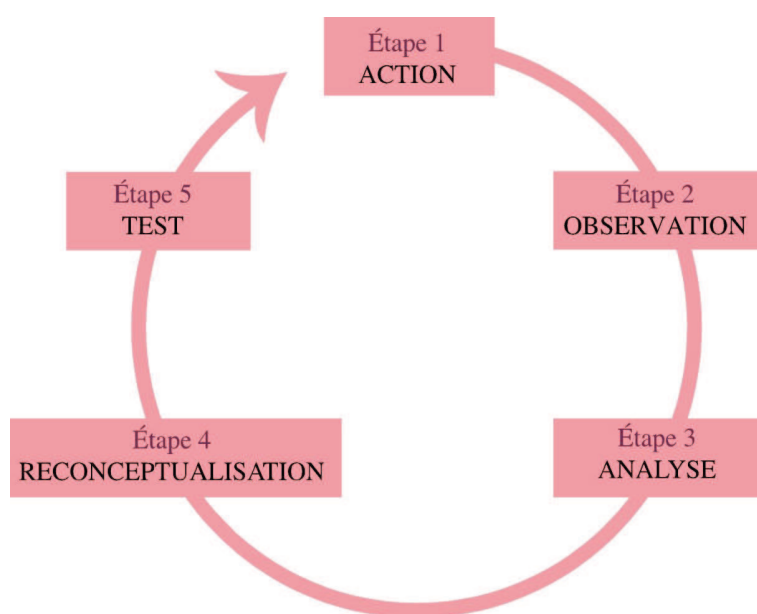 Étape 1
ACTION
Étape 2
OBSERVATION
Étape 3
ANALYSE
Étape 4
RECONCEPTUALISATION
Étape 5
TEST